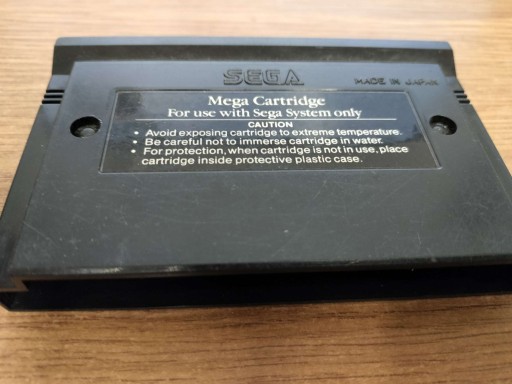 SEGA
MADE IN JAPAN
Mega Cartridge
For use with Sega System only
CAUTION
• Avoid exposing cartridge to extreme temperature.
• Be careful not to immerse cartridge in water.
• For protection, when cartridge is not in use, place
cartridge inside protective plastic case.